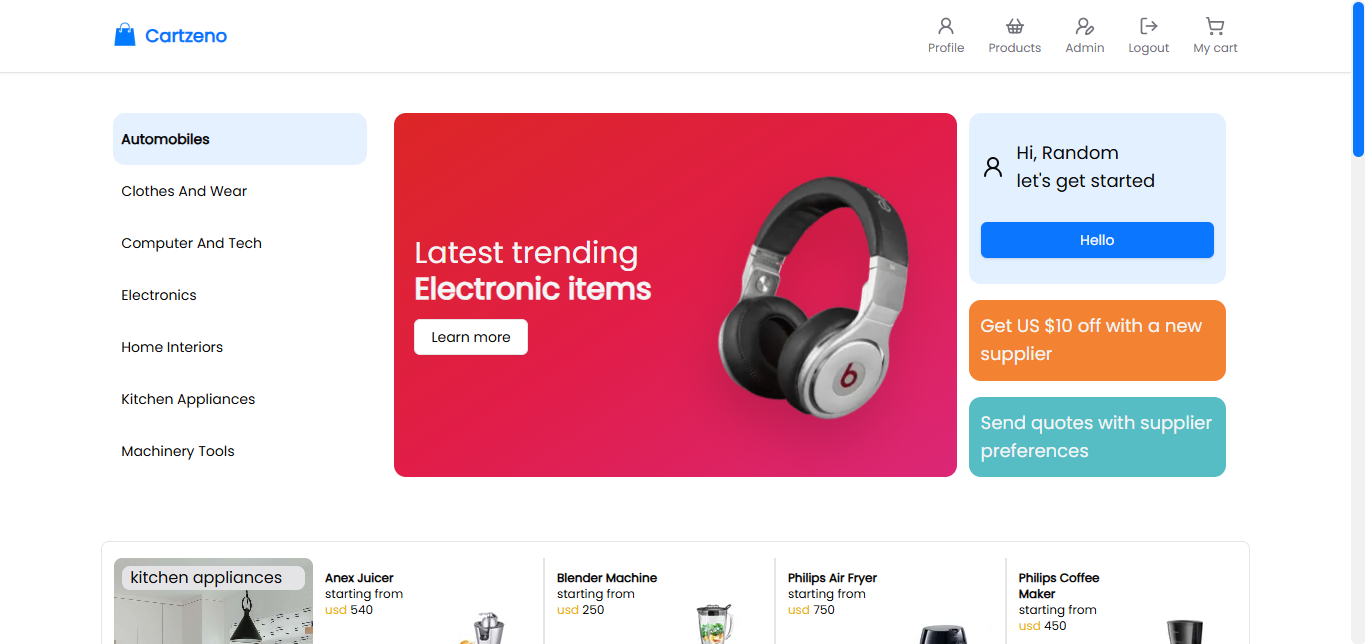 Cartzeno
Profile
Products
Admin
Logout
My cart
Automobiles
Clothes And Wear
Computer And Tech
Electronics
Home Interiors
Kitchen Appliances
Machinery Tools
Latest trending
Electronic items
Learn more
b
Hi, Random
let's get started
Hello
Get US $10 off with a new
supplier
Send quotes with supplier
preferences
kitchen appliances
Anex Juicer
starting from
usd 540
Blender Machine
starting from
usd 250
Philips Air Fryer
starting from
usd 750
Philips Coffee
Maker
starting from
usd 450